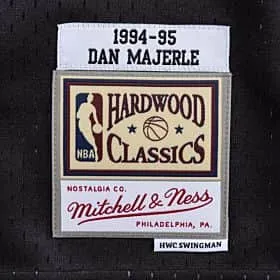 1994-95
DAN MAJERLE
HARDWOOD
NBA
CLASSICS
NOSTALGIA CO.
Mitchell & Ness
PHILADELPHIA, PA.
HWC SWINGMAN